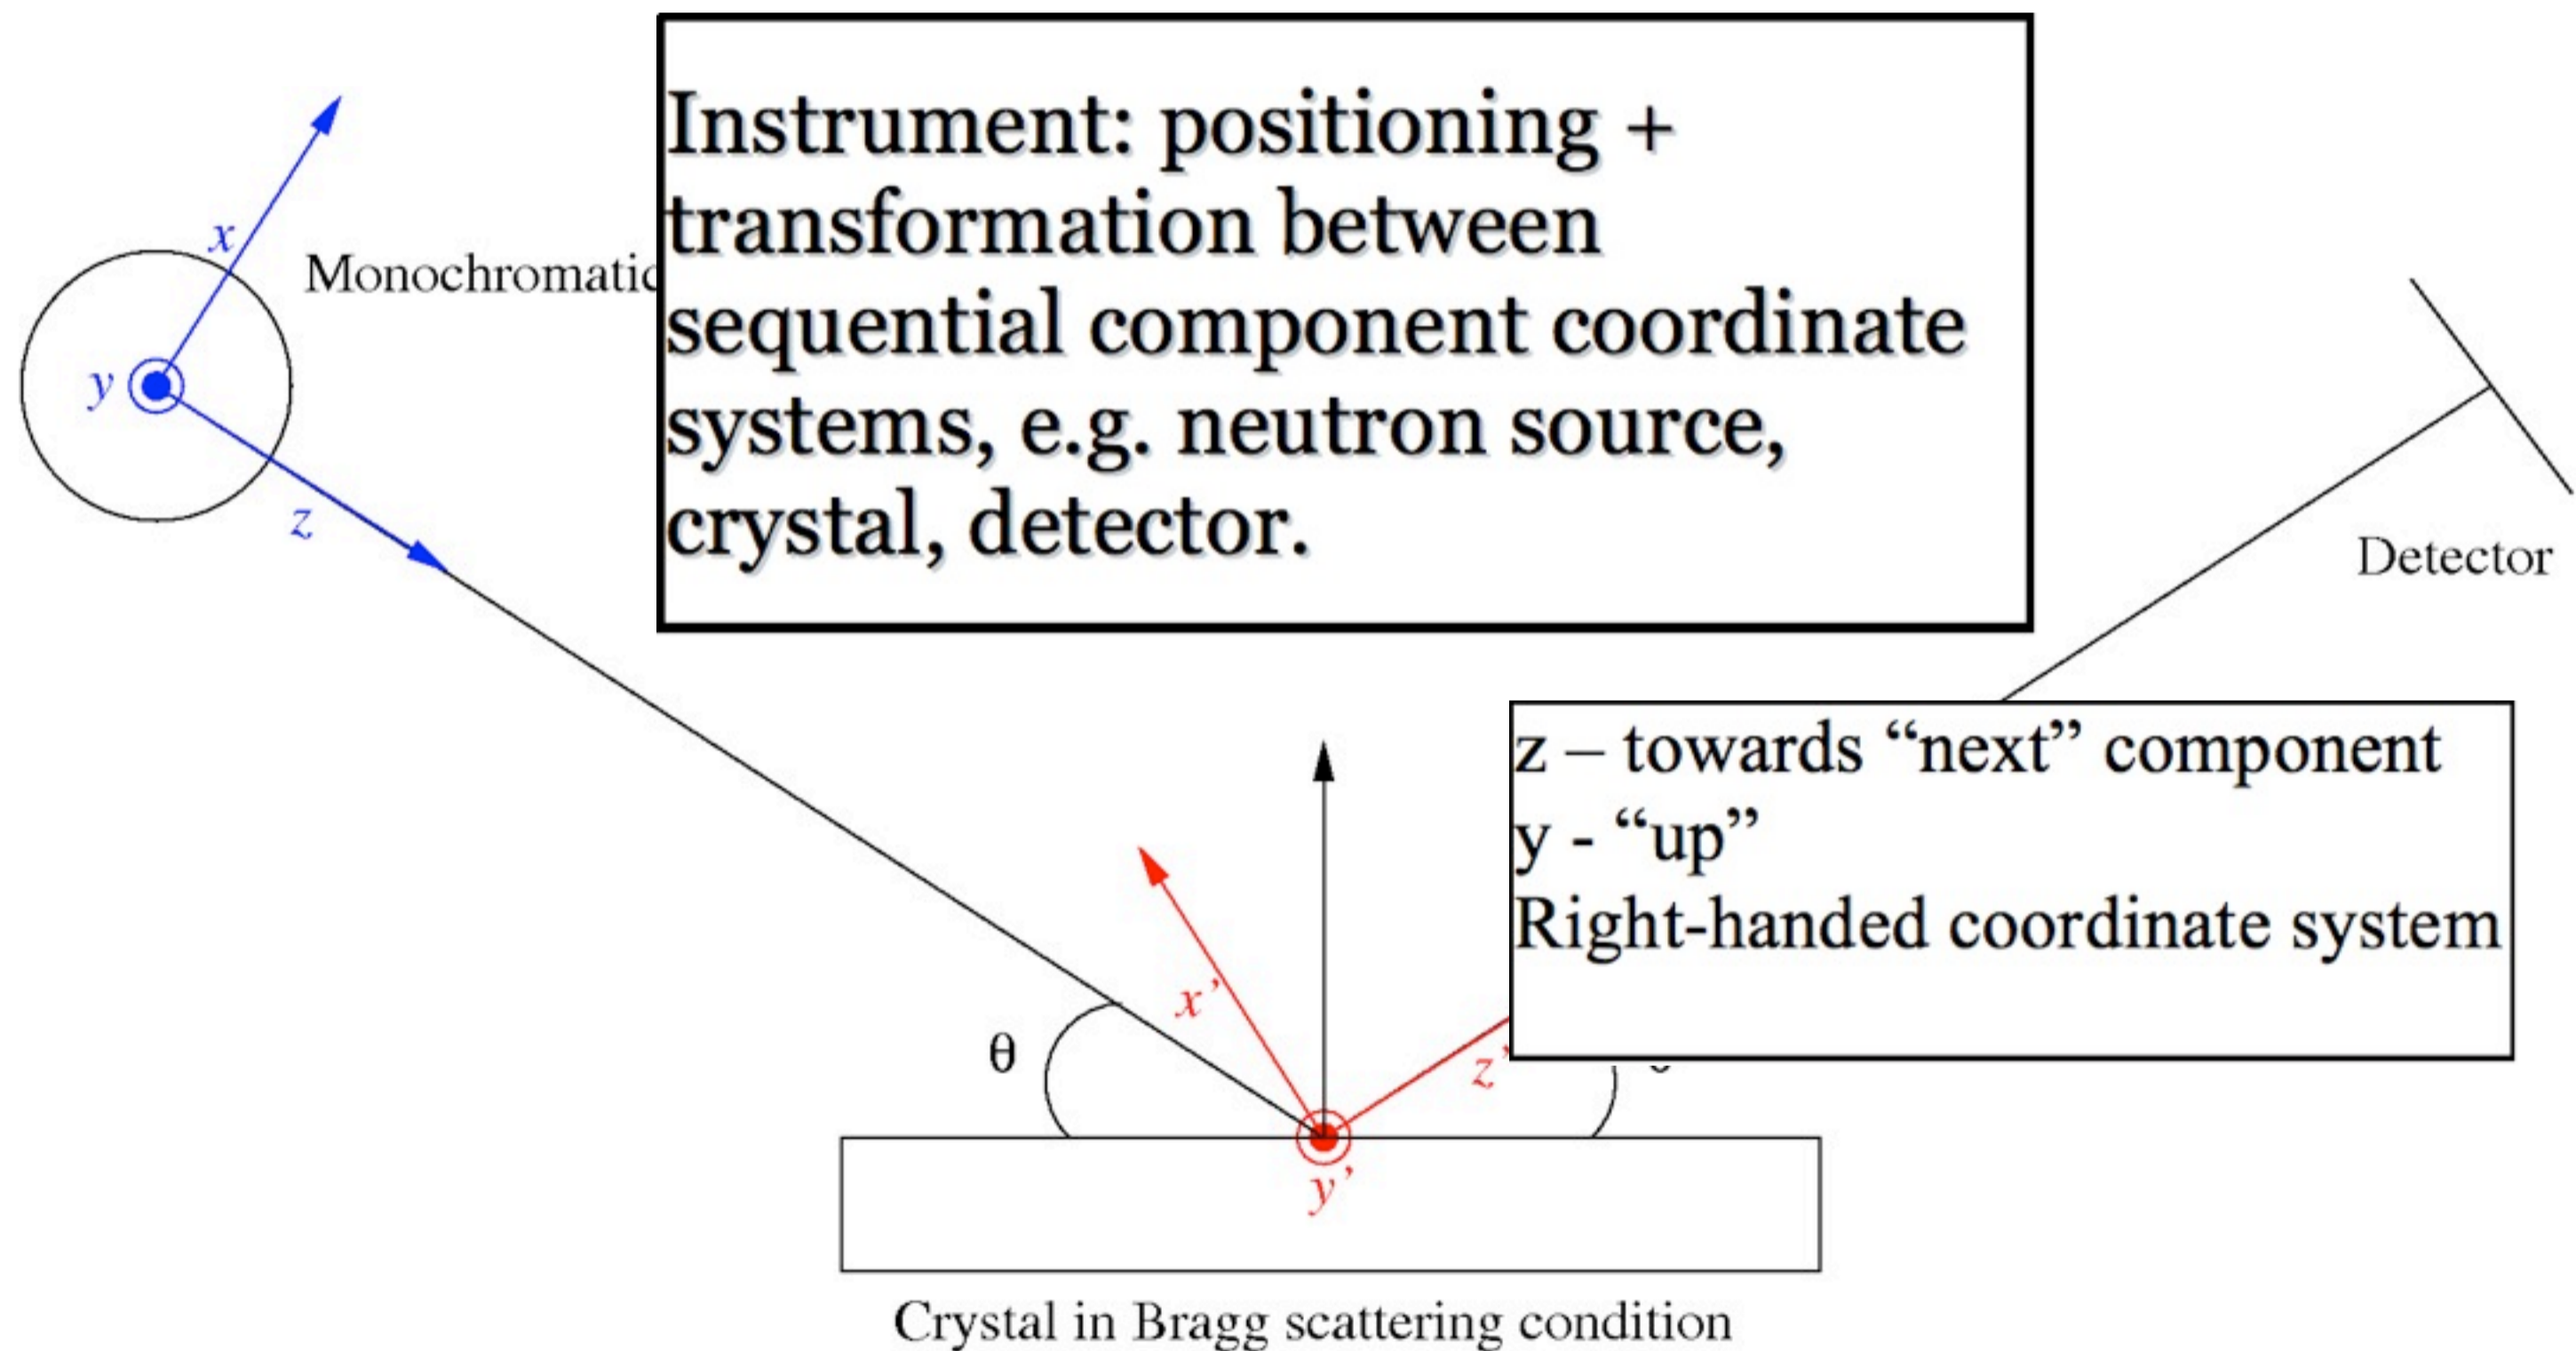 Instrument: positioning +
transformation between
sequential component coordinate
systems, e.g. neutron source,
crystal, detector.
x
Monochromatic
y
z
Detector
z – towards “next” component
y - “up”
Right-handed coordinate system
x’
θ
z’
y’
Crystal in Bragg scattering condition